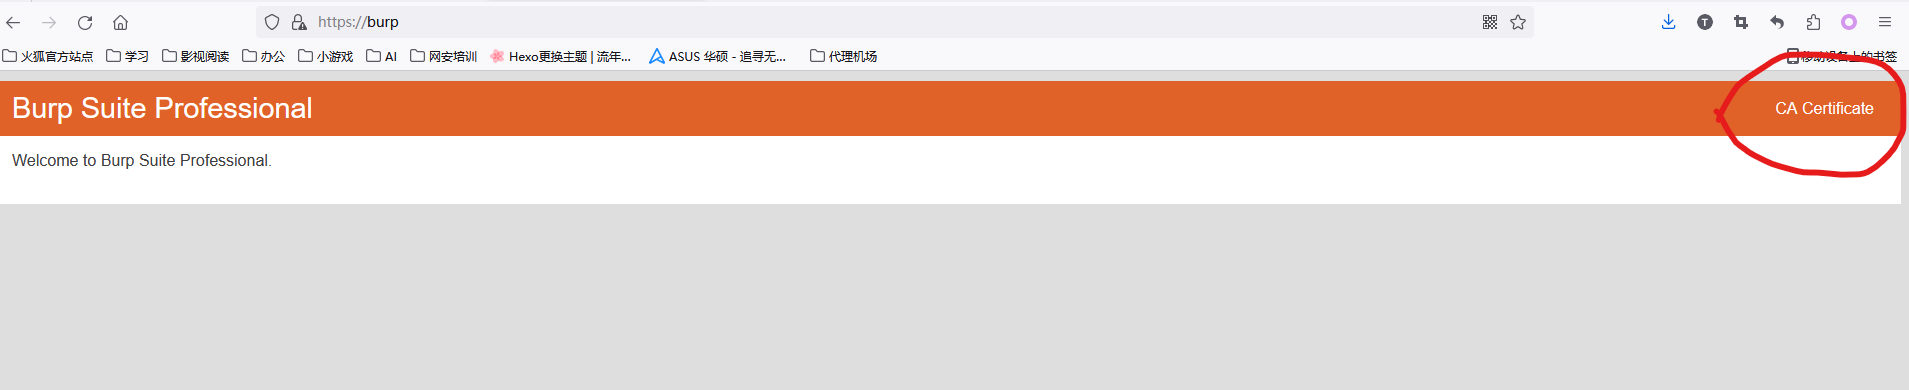 https://burp
火狐官方站点 学习 影视阅读 办公 小游戏 AI 网安培训 Hexo更换主题 | 流年... ASUS 华硕 - 追寻无... 代理机场 移动设备上的书签
Burp Suite Professional CA Certificate
Welcome to Burp Suite Professional.